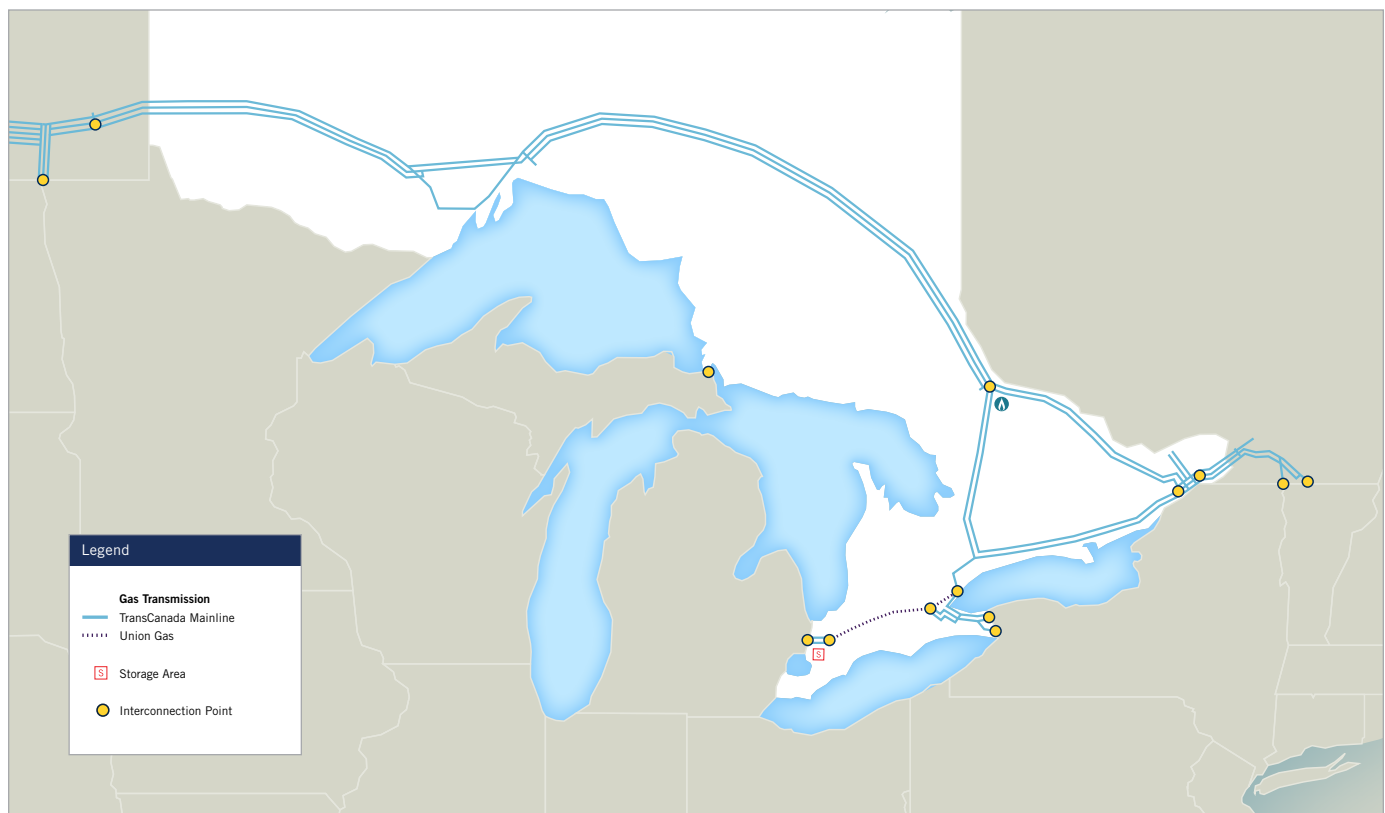 Legend
Gas Transmission
TransCanada Mainline
Union Gas
S Storage Area
Interconnection Point
S